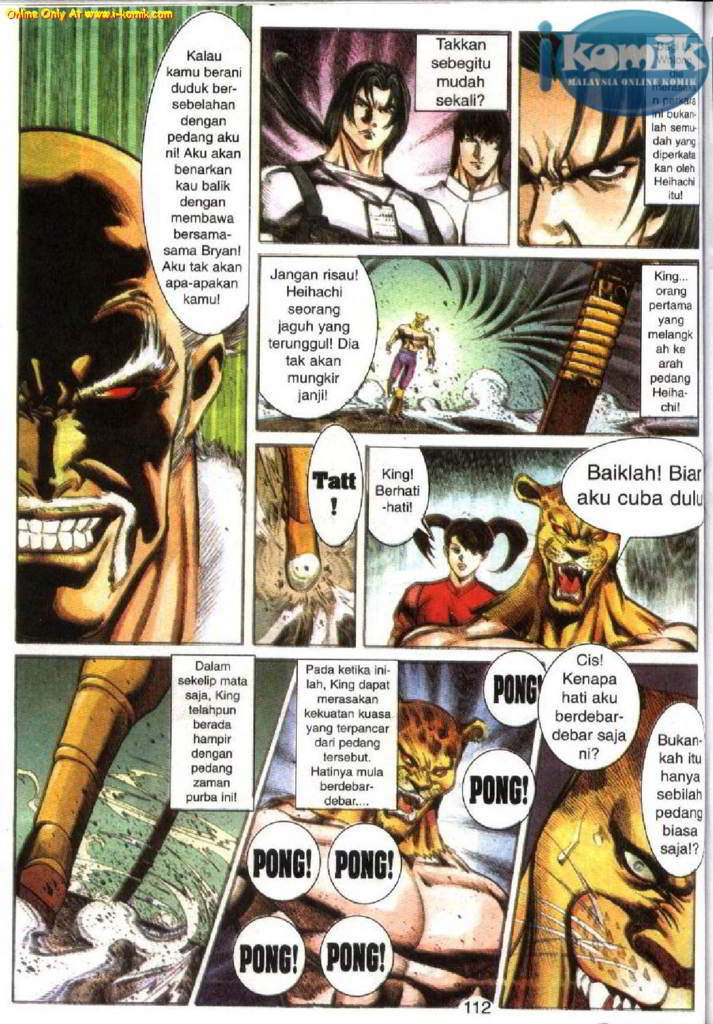 Online Only At www.i-komik.com
Kalau
kamu berani
duduk ber-
sebelahan
dengan
pedang aku
ni! Aku akan
benarkan
kau balik
dengan
membawa
bersama-
sama Bryan!
Aku tak akan
apa-apakan
kamu!
Takkan
sebegitu
mudah
sekali?
ikomik
MALAYSIA ONLINE KOMIK
ini bukan-
lah semu-
dah yang
diperkata
kan oleh
Heihachi
itu!
Jangan risau!
Heihachi
seorang
jaguh yang
terunggul! Dia
tak akan
mungkir
janji!
King...
orang
pertama
yang
melangk
ah ke
arah
pedang
Heiha-
chi!
Tatt
!
King!
Berhati
-hati!
Baiklah! Biar
aku cuba dulu
Dalam
sekelip mata
saja, King
telahpun
berada
hampir
dengan
pedang
zaman
purba ini!
Pada ketika ini-
lah, King dapat
merasakan
kekuatan kuasa
yang terpancar
dari pedang
tersebut.
Hatinya mula
berdebar-
debar....
PONG!
PONG!
PONG!
PONG!
PONG!
PONG!
Cis!
Kenapa
hati aku
berdebar-
debar saja
ni?
Bukan-
kah itu
hanya
sebilah
pedang
biasa
saja!?
112